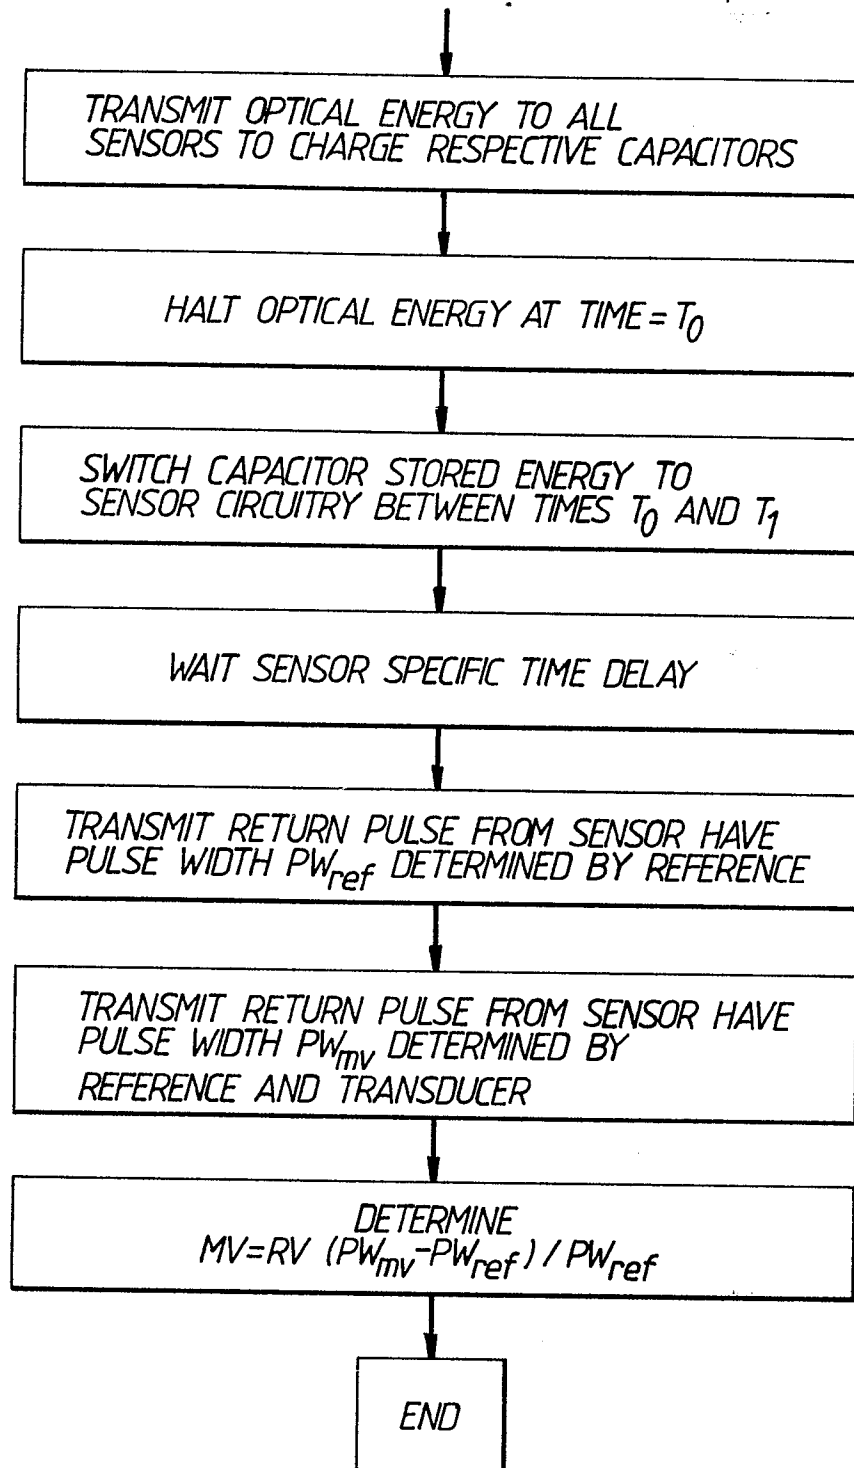 TRANSMIT OPTICAL ENERGY TO ALL
SENSORS TO CHARGE RESPECTIVE CAPACITORS
HALT OPTICAL ENERGY AT TIME = T0
SWITCH CAPACITOR STORED ENERGY TO
SENSOR CIRCUITRY BETWEEN TIMES T0 AND T1
WAIT SENSOR SPECIFIC TIME DELAY
TRANSMIT RETURN PULSE FROM SENSOR HAVE
PULSE WIDTH PWref DETERMINED BY REFERENCE
TRANSMIT RETURN PULSE FROM SENSOR HAVE
PULSE WIDTH PWmv DETERMINED BY
REFERENCE AND TRANSDUCER
DETERMINE
MV=RV (PWmv-PWref) / PWref
END